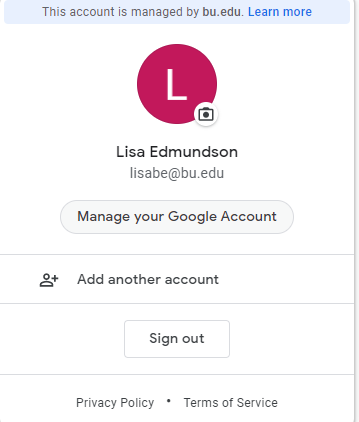 This account is managed by bu.edu. Learn more
L
Lisa Edmundson
lisabe@bu.edu
Manage your Google Account
Add another account
Sign out
Privacy Policy • Terms of Service